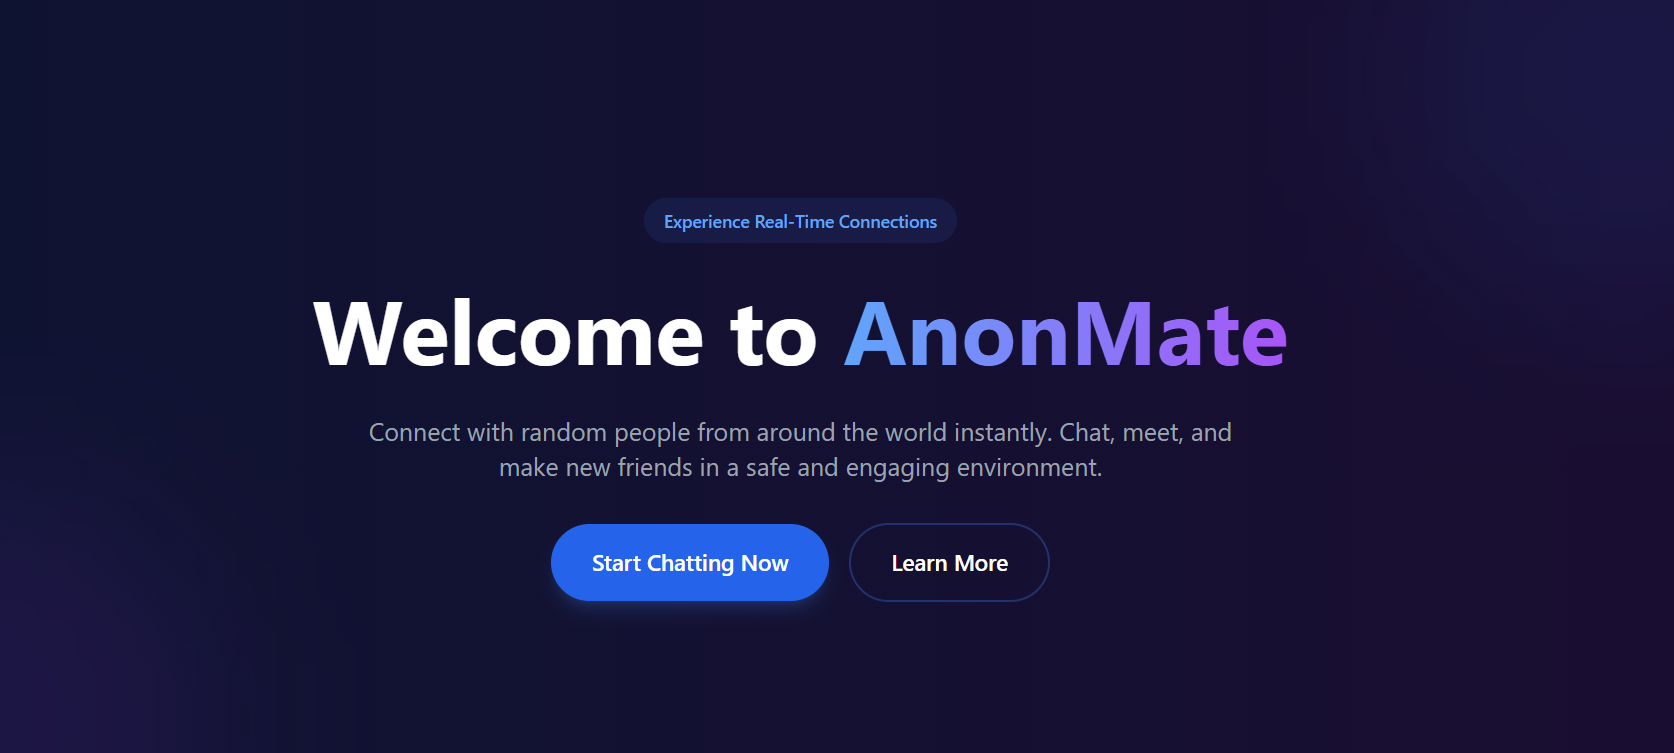 Experience Real-Time Connections
Welcome to AnonMate
Connect with random people from around the world instantly. Chat, meet, and
make new friends in a safe and engaging environment.
Start Chatting Now
Learn More